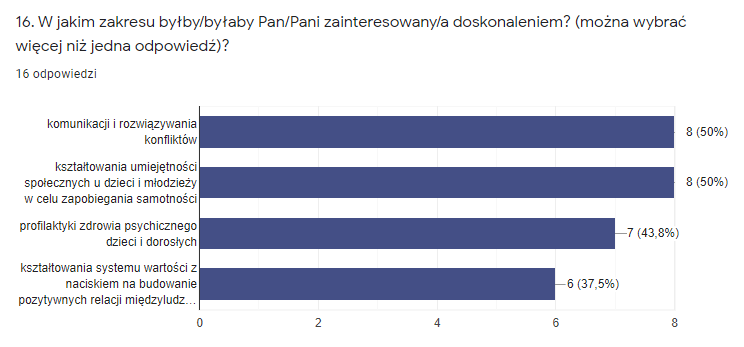 16. W jakim zakresu byłby/byłaby Pan/Pani zainteresowany/a doskonaleniem? (można wybrać
więcej niż jedna odpowiedź)?
16 odpowiedzi
komunikacji i rozwiązywania
konfliktów
8 (50%)
kształtowania umiejętności
społecznych u dzieci i młodzieży
w celu zapobiegania samotności
8 (50%)
profilaktyki zdrowia psychicznego
dzieci i dorosłych
7 (43,8%)
kształtowania systemu wartości z
naciskiem na budowanie
pozytywnych relacji międzyludz…
6 (37,5%)
0 2 4 6 8